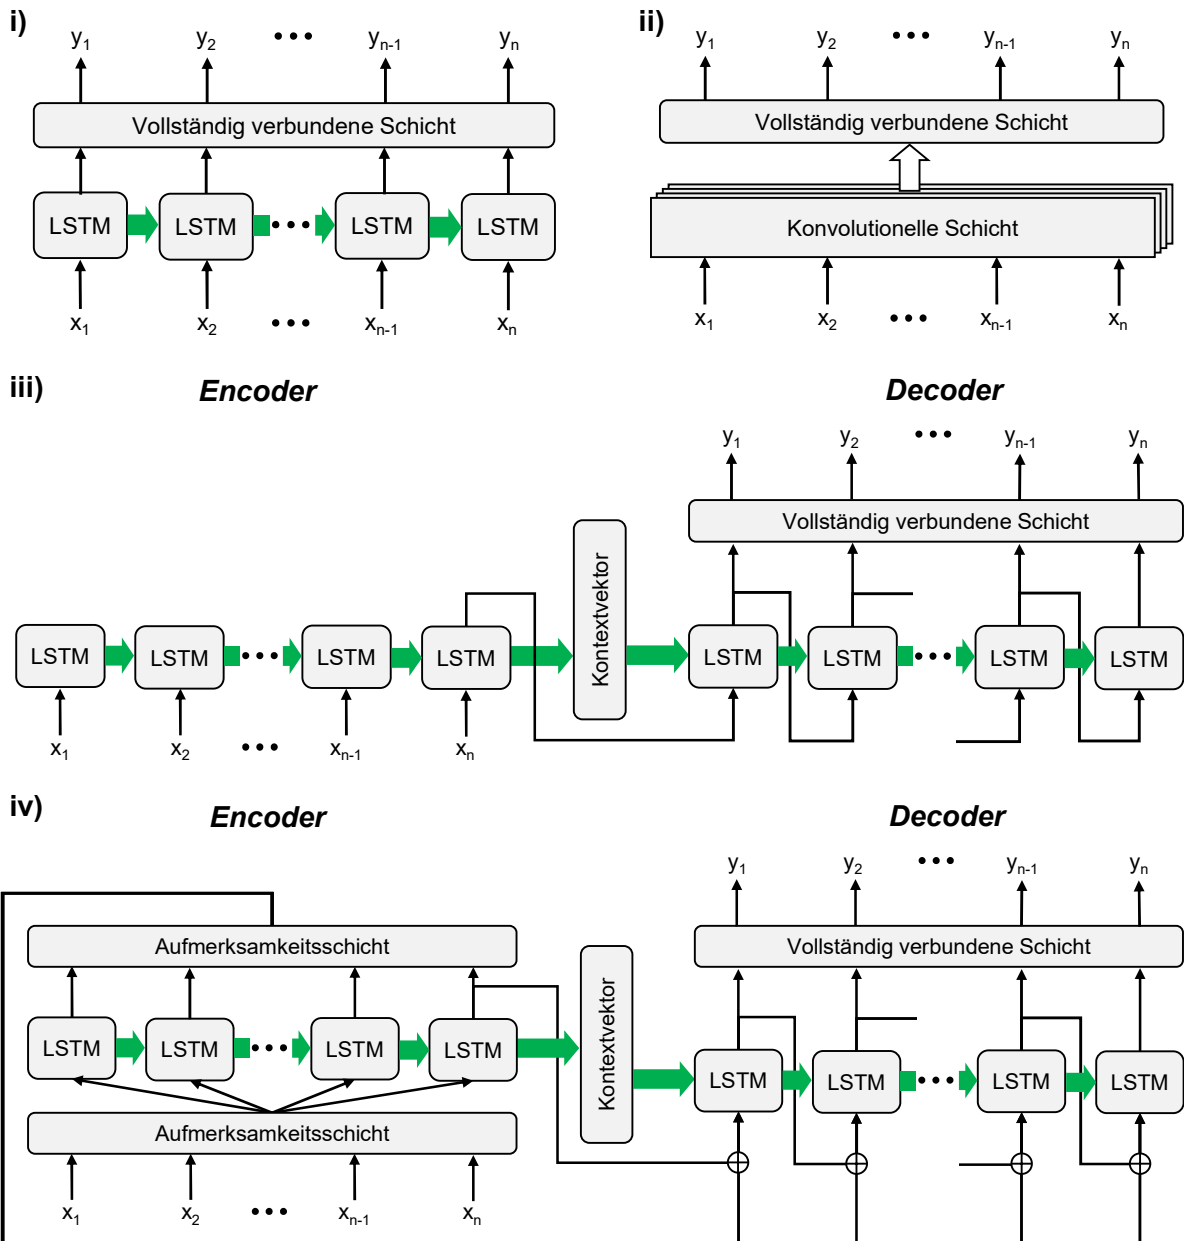 i)
y1 y2 ••• yn-1 yn
Vollständig verbundene Schicht
LSTM LSTM ••• LSTM LSTM
x1 x2 ••• xn-1 xn
ii)
y1 y2 ••• yn-1 yn
Vollständig verbundene Schicht
Konvolutionelle Schicht
x1 x2 ••• xn-1 xn
iii)
Encoder
Decoder
y1 y2 ••• yn-1 yn
Vollständig verbundene Schicht
Kontextvektor
LSTM LSTM ••• LSTM LSTM
LSTM LSTM ••• LSTM LSTM
x1 x2 ••• xn-1 xn
iv)
Encoder
Decoder
y1 y2 ••• yn-1 yn
Aufmerksamkeitsschicht
Vollständig verbundene Schicht
LSTM LSTM ••• LSTM LSTM
Kontextvektor
LSTM LSTM ••• LSTM LSTM
Aufmerksamkeitsschicht
x1 x2 ••• xn-1 xn